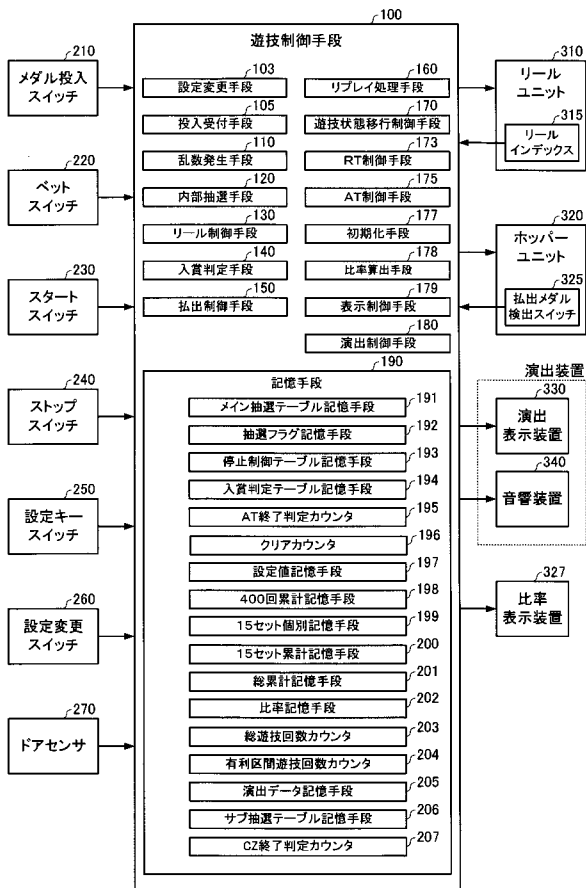 100
遊技制御手段
210
メダル投入
スイッチ
220
ベット
スイッチ
230
スタート
スイッチ
240
ストップ
スイッチ
250
設定キー
スイッチ
260
設定変更
スイッチ
270
ドアセンサ
103
設定変更手段
105
投入受付手段
110
乱数発生手段
120
内部抽選手段
130
リール制御手段
140
入賞判定手段
150
払出制御手段
160
リプレイ処理手段
170
遊技状態移行制御手段
173
RT制御手段
175
AT制御手段
177
初期化手段
178
比率算出手段
179
表示制御手段
180
演出制御手段
190
記憶手段
191
メイン抽選テーブル記憶手段
192
抽選フラグ記憶手段
193
停止制御テーブル記憶手段
194
入賞判定テーブル記憶手段
195
AT終了判定カウンタ
196
クリアカウンタ
197
設定値記憶手段
198
400回累計記憶手段
199
15セット個別記憶手段
200
15セット累計記憶手段
201
総累計記憶手段
202
比率記憶手段
203
総遊技回数カウンタ
204
有利区間遊技回数カウンタ
205
演出データ記憶手段
206
サブ抽選テーブル記憶手段
207
CZ終了判定カウンタ
310
リール
ユニット
315
リール
インデックス
320
ホッパー
ユニット
325
払出メダル
検出スイッチ
演出装置
330
演出
表示装置
340
音響装置
327
比率
表示装置